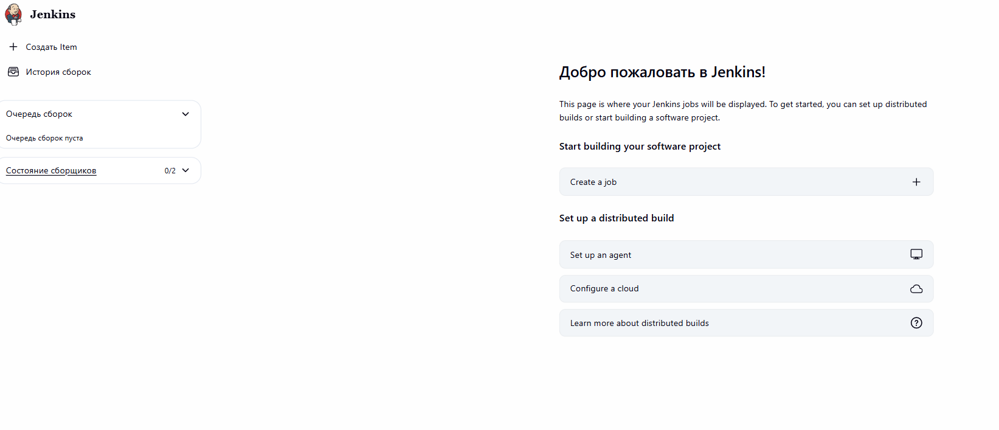 Jenkins
Создать Item
История сборок
Очередь сборок
Очередь сборок пуста
Состояние сборщиков 0/2
Добро пожаловать в Jenkins!
This page is where your Jenkins jobs will be displayed. To get started, you can set up distributed
builds or start building a software project.
Start building your software project
Create a job
Set up a distributed build
Set up an agent
Configure a cloud
Learn more about distributed builds